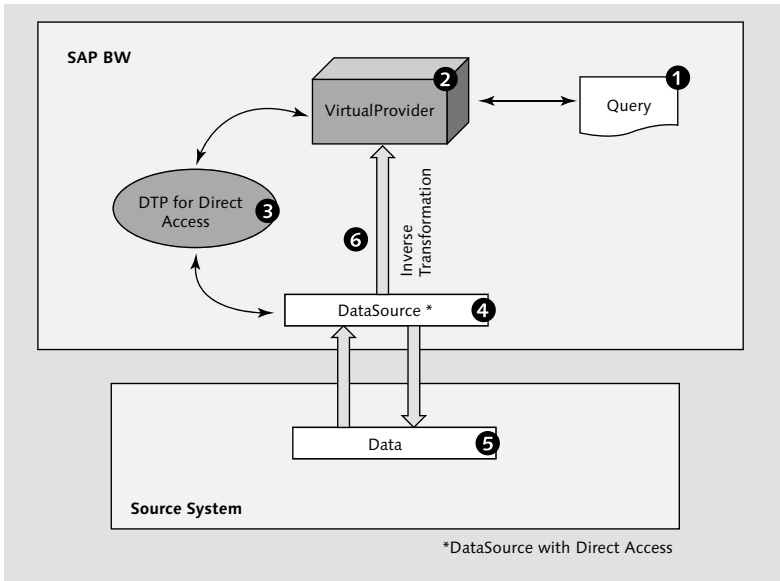 SAP BW
2
VirtualProvider
1
Query
DTP for Direct
Access
3
6
Inverse
Transformation
DataSource *
4
Data
5
Source System
*DataSource with Direct Access